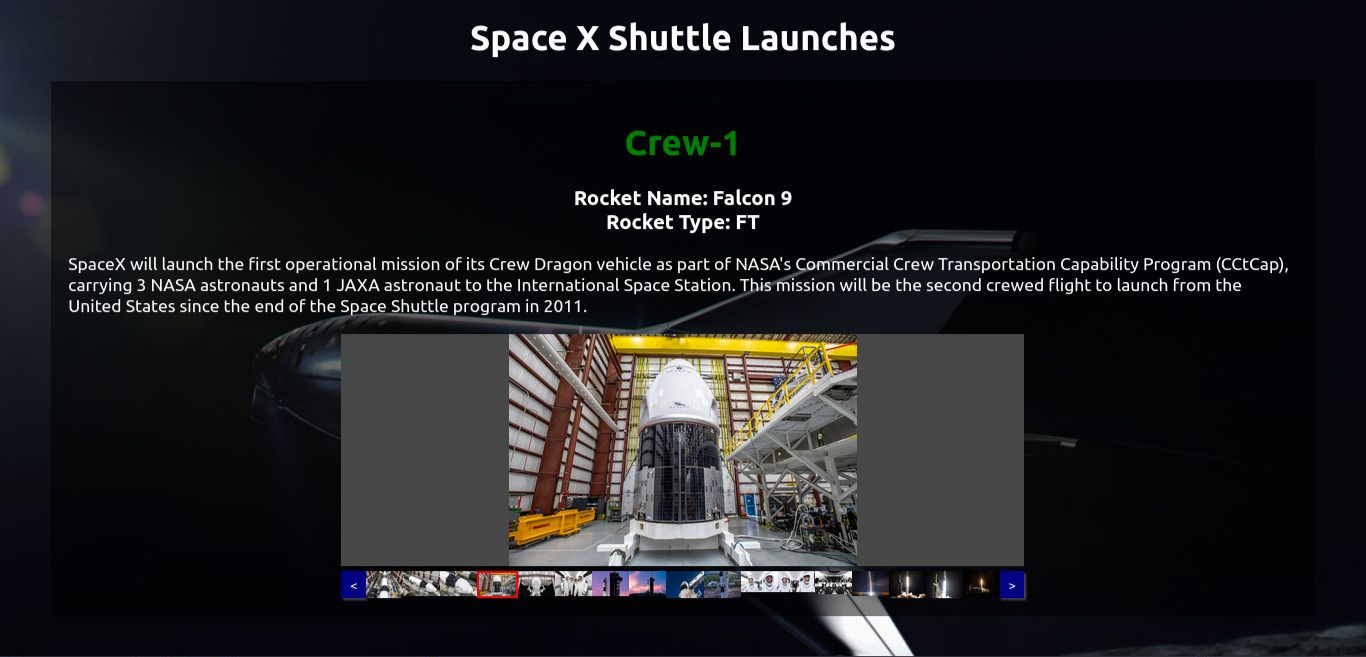 Space X Shuttle Launches
Crew-1
Rocket Name: Falcon 9
Rocket Type: FT
SpaceX will launch the first operational mission of its Crew Dragon vehicle as part of NASA's Commercial Crew Transportation Capability Program (CCtCap),
carrying 3 NASA astronauts and 1 JAXA astronaut to the International Space Station. This mission will be the second crewed flight to launch from the
United States since the end of the Space Shuttle program in 2011.
< >